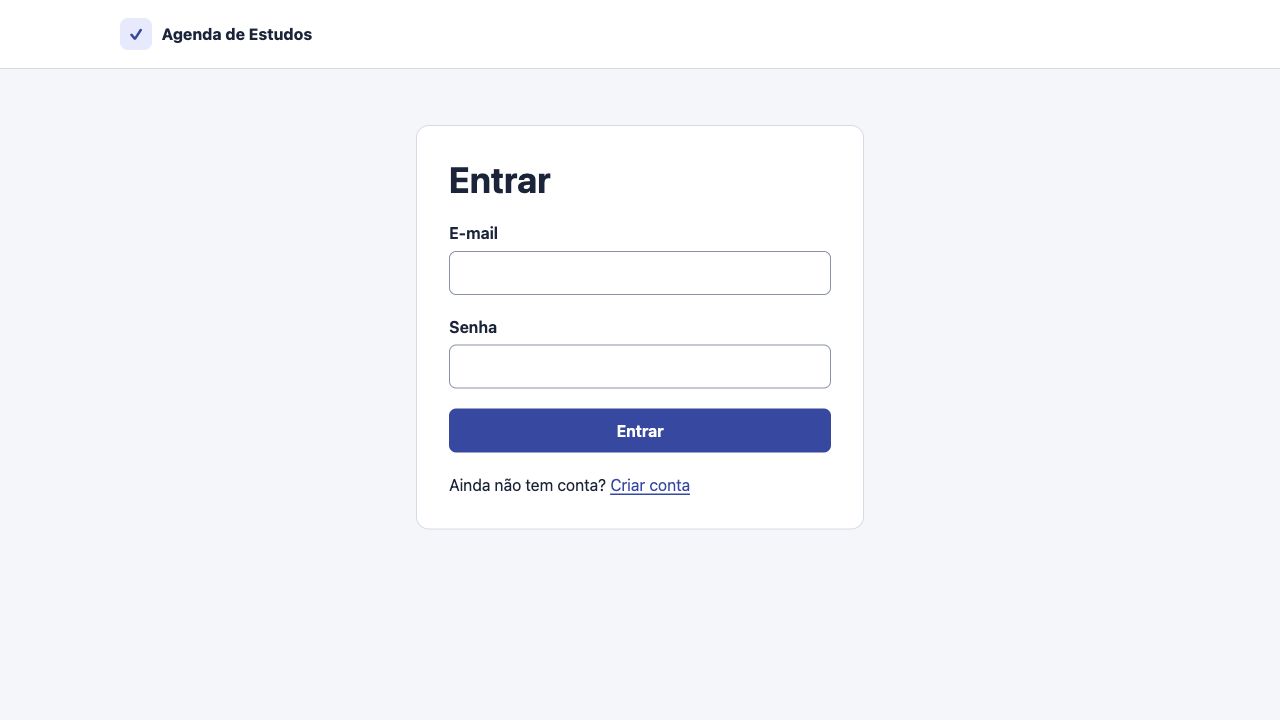 Agenda de Estudos
Entrar
E-mail
Senha
Entrar
Ainda não tem conta? Criar conta